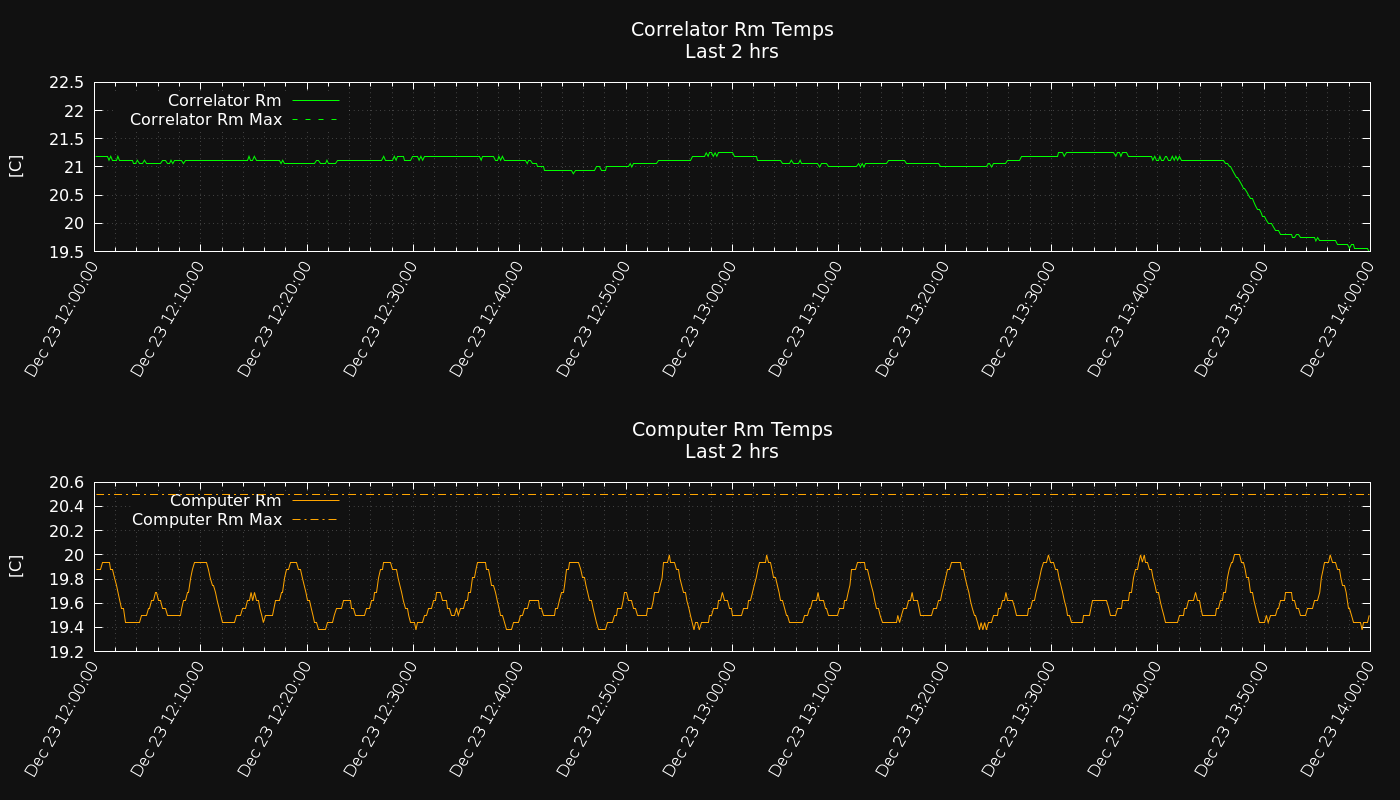 Correlator Rm Temps
Last 2 hrs
22.5
22
21.5
21
20.5
20
19.5
[C]
Correlator Rm
Correlator Rm Max
Dec 23 12:00:00
Dec 23 12:10:00
Dec 23 12:20:00
Dec 23 12:30:00
Dec 23 12:40:00
Dec 23 12:50:00
Dec 23 13:00:00
Dec 23 13:10:00
Dec 23 13:20:00
Dec 23 13:30:00
Dec 23 13:40:00
Dec 23 13:50:00
Dec 23 14:00:00
Computer Rm Temps
Last 2 hrs
20.6
20.4
20.2
20
19.8
19.6
19.4
19.2
[C]
Computer Rm
Computer Rm Max
Dec 23 12:00:00
Dec 23 12:10:00
Dec 23 12:20:00
Dec 23 12:30:00
Dec 23 12:40:00
Dec 23 12:50:00
Dec 23 13:00:00
Dec 23 13:10:00
Dec 23 13:20:00
Dec 23 13:30:00
Dec 23 13:40:00
Dec 23 13:50:00
Dec 23 14:00:00